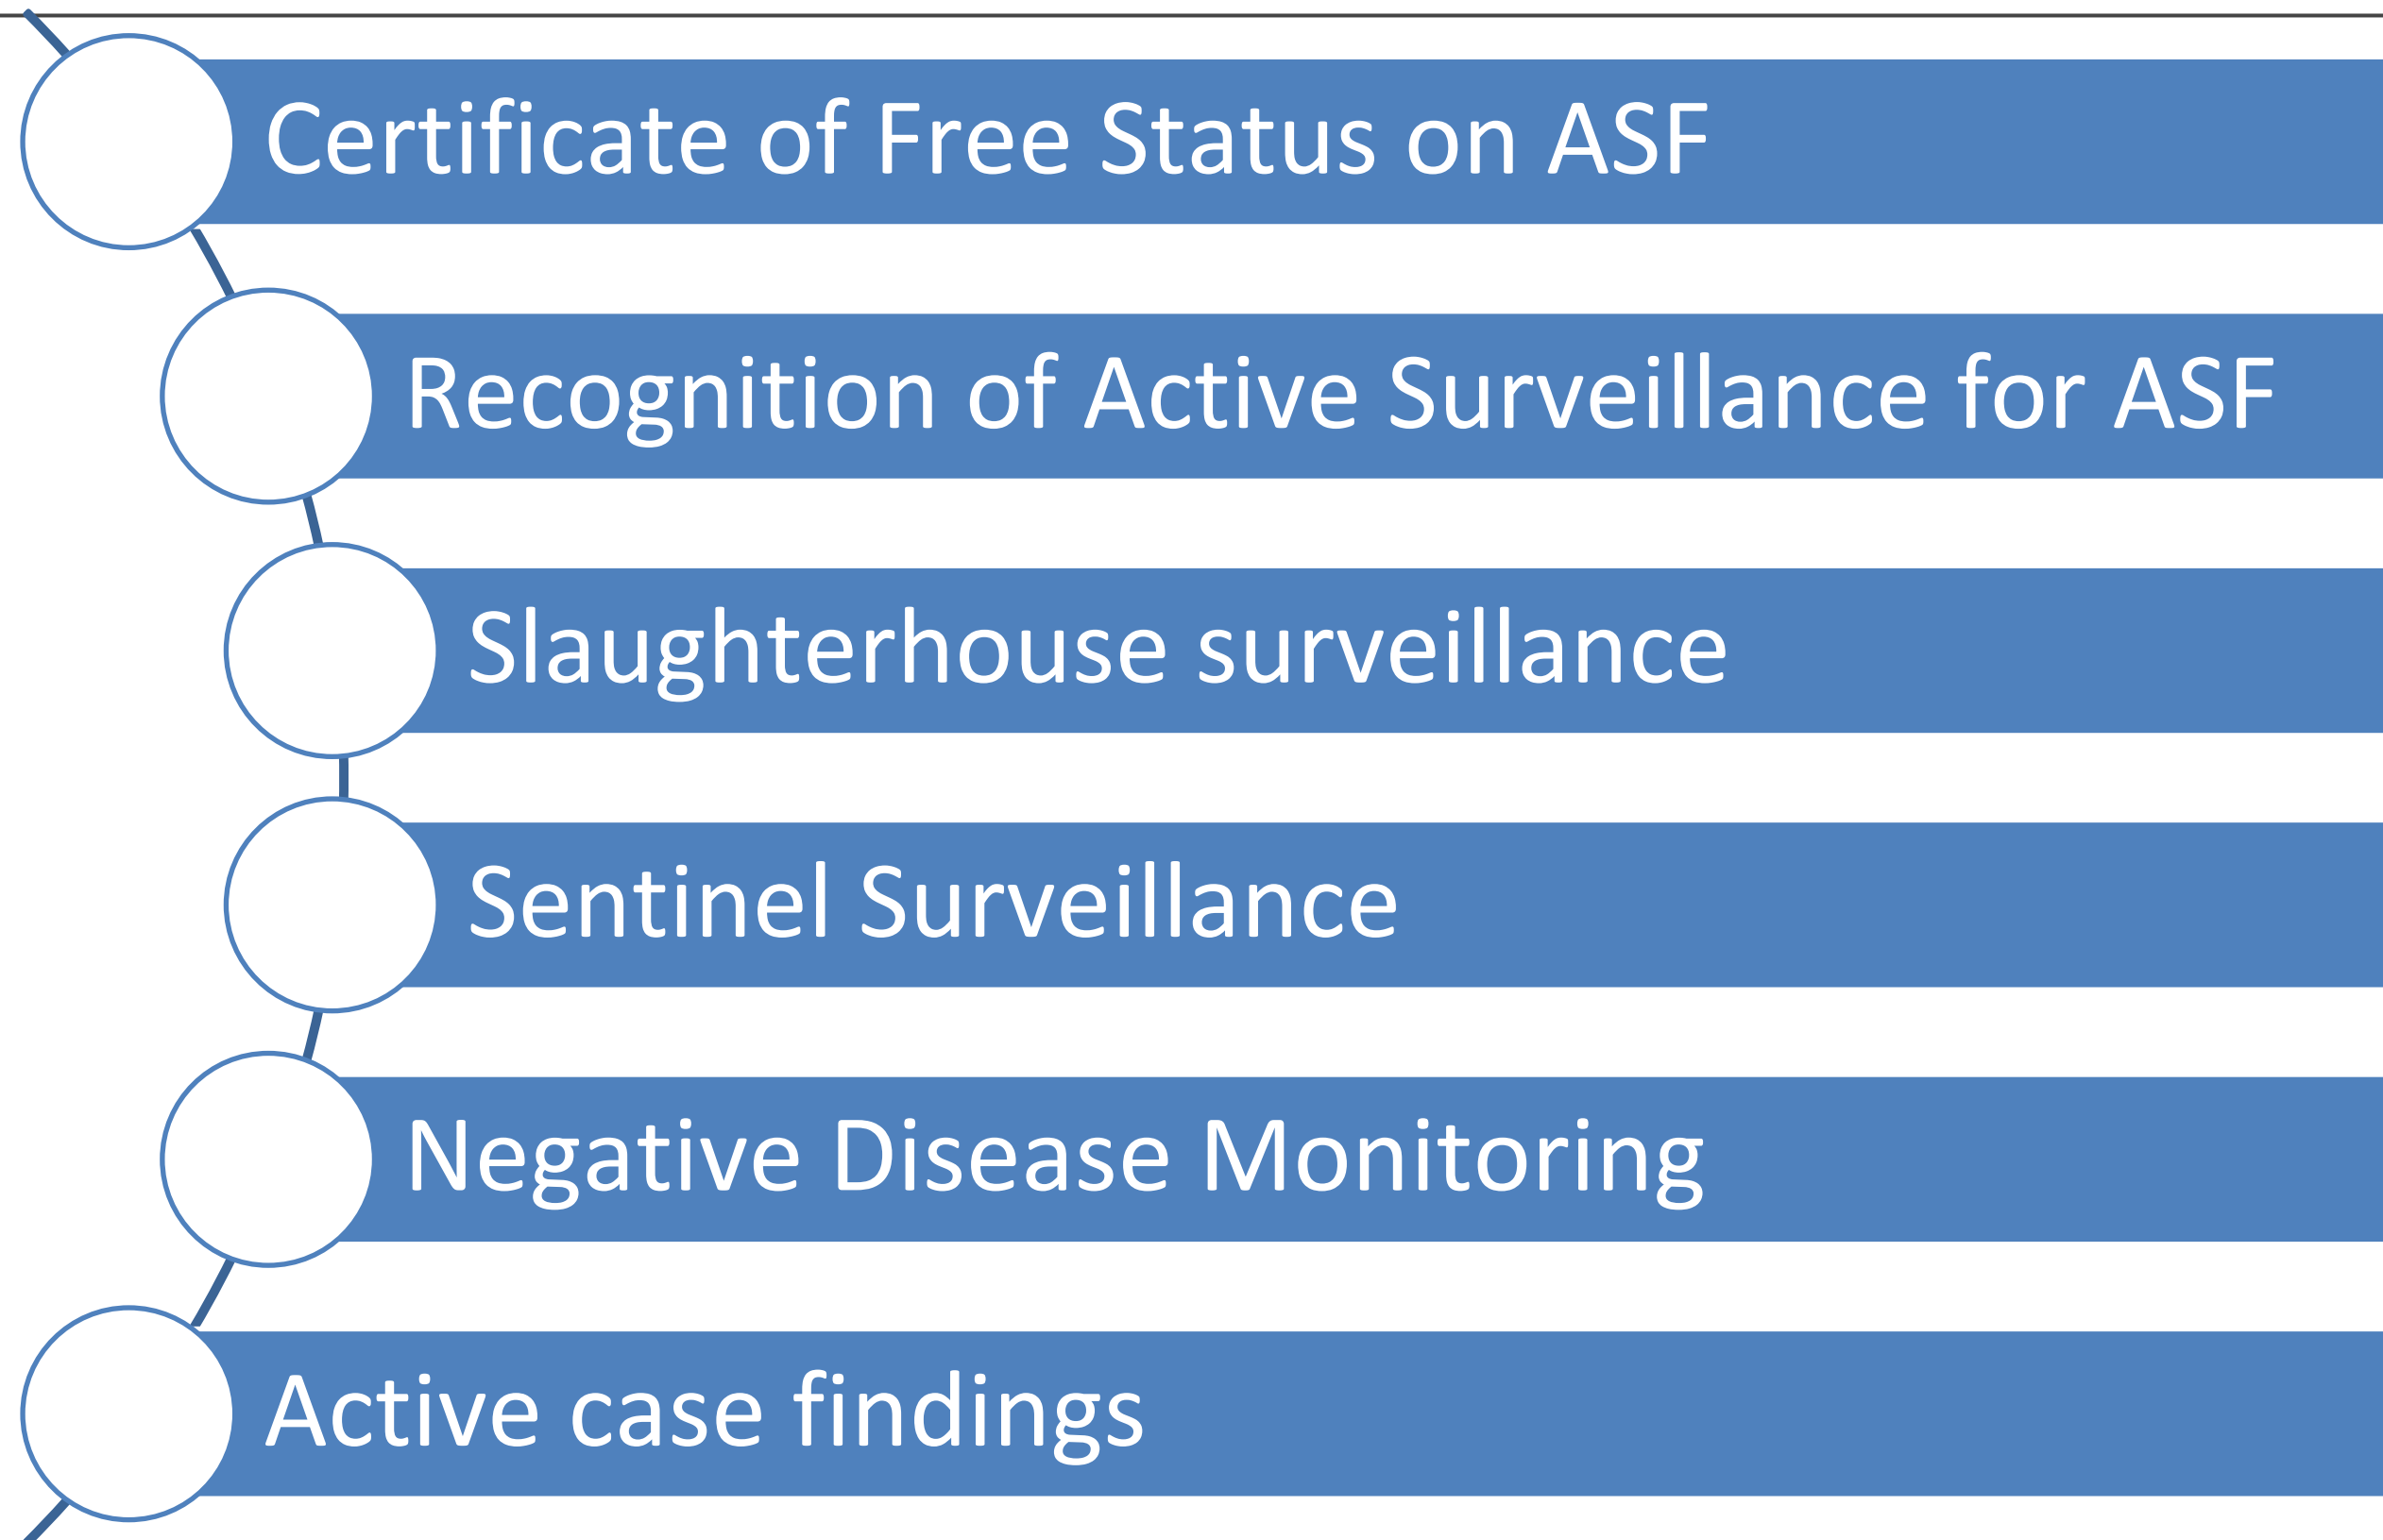 Certificate of Free Status on ASF
Recognition of Active Surveillance for ASF
Slaughterhouse surveillance
Sentinel Surveillance
Negative Disease Monitoring
Active case findings